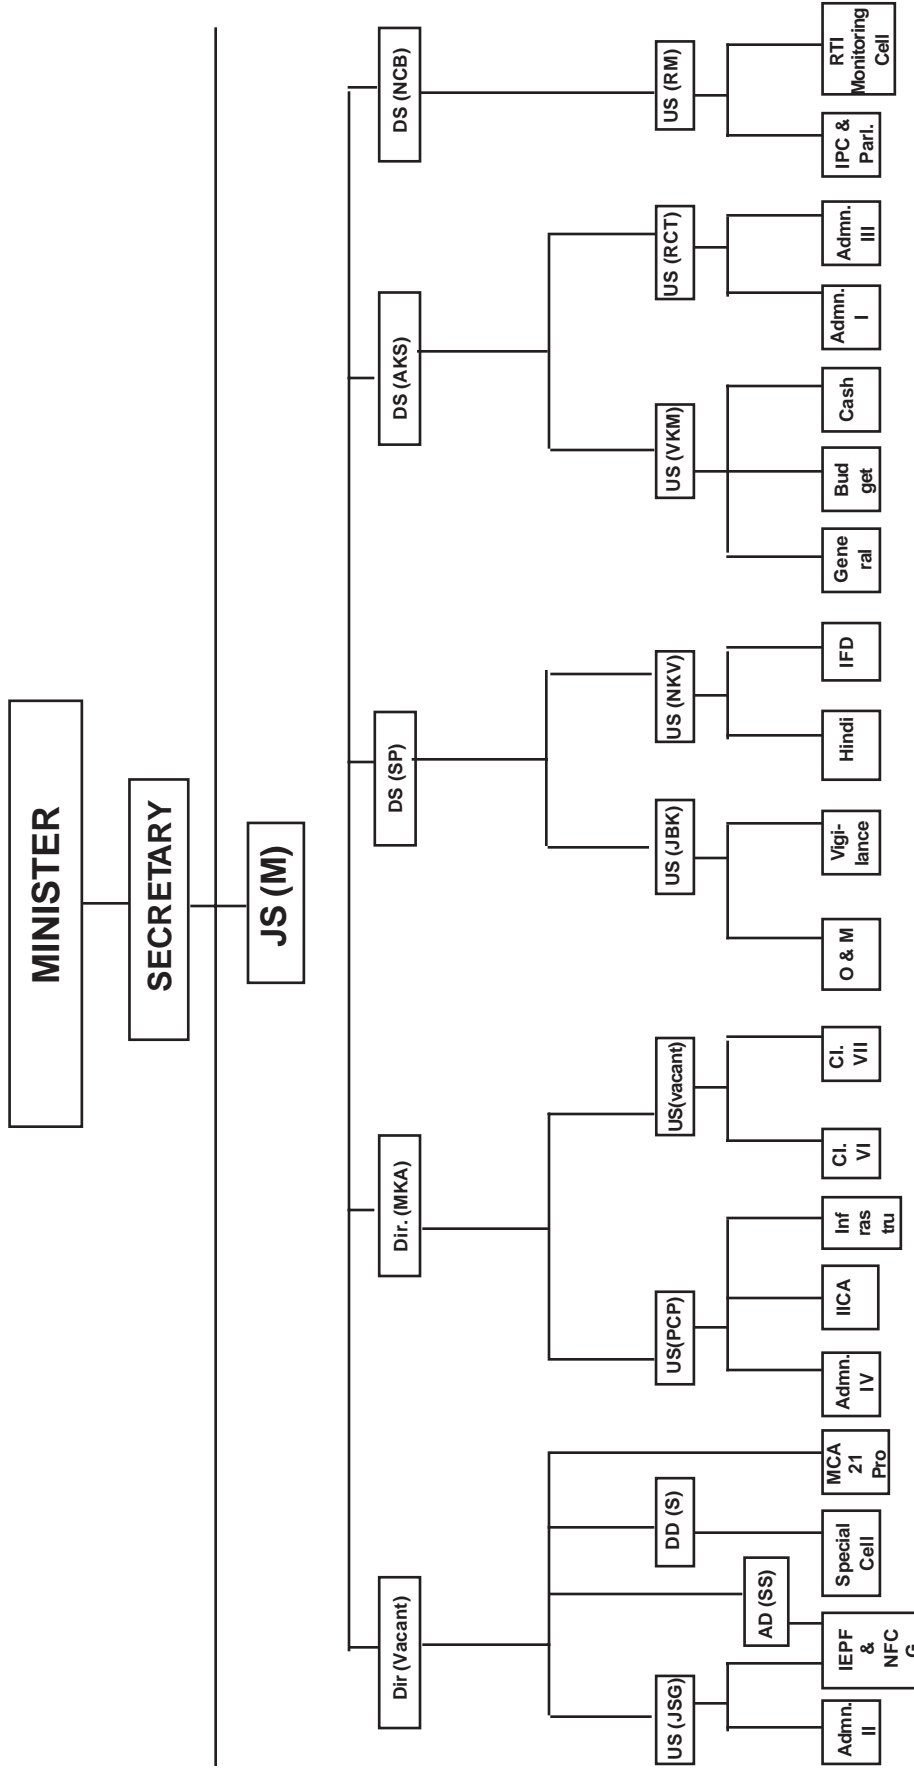 MINISTER
SECRETARY
JS (M)
Dir (Vacant)
Dir. (MKA)
DS (SP)
DS (AKS)
DS (NCB)
US (JSG)
AD (SS)
DD (S)
US(PCP)
US(vacant)
US (JBK)
US (NKV)
US (VKM)
US (RCT)
US (RM)
Admn.
II
IEPF
&
NFC
G
Special
Cell
MCA
21
Pro
Admn.
IV
IICA
Inf
ras
tru
Cl.
VI
Cl.
VII
O & M
Vigi-
lance
Hindi
IFD
Gene
ral
Bud
get
Cash
Admn.
I
Admn.
III
IPC &
Parl.
RTI
Monitoring
Cell